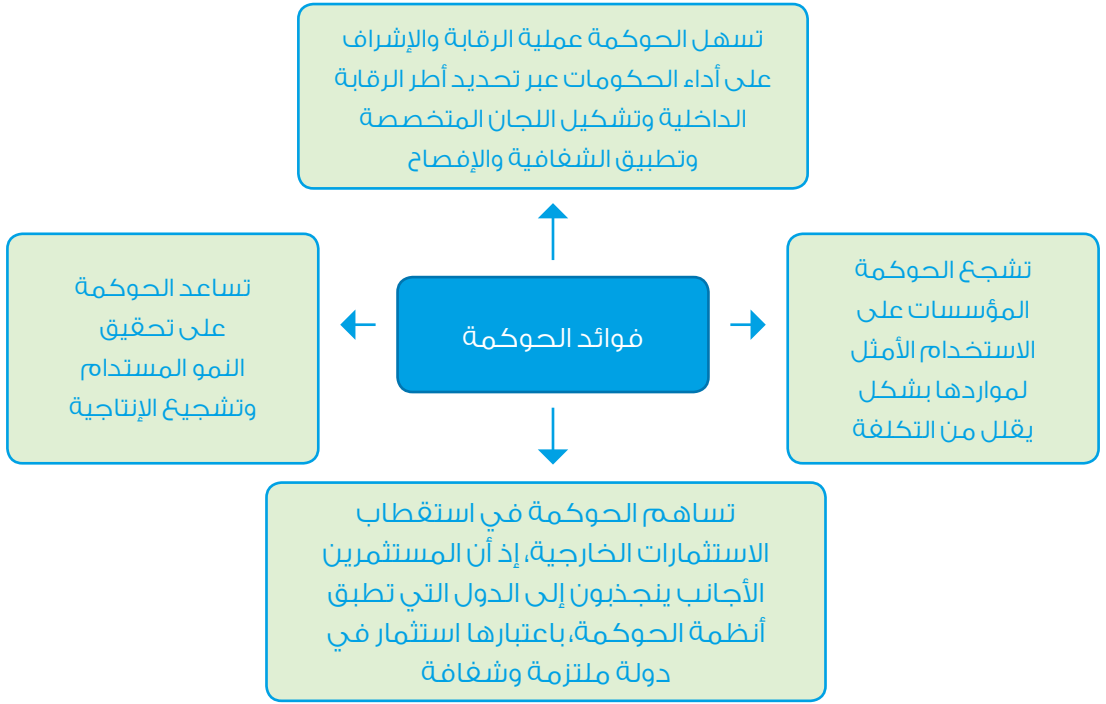 تسهل الحوكمة عملية الرقابة والإشراف
على أداء الحكومات عبر تحديد أطر الرقابة
الداخلية وتشكيل اللجان المتخصصة
وتطبيق الشفافية والإفصاح
تشجع الحوكمة
المؤسسات على
الاستخدام الأمثل
لمواردها بشكل
يقلل من التكلفة
فوائد الحوكمة
تساعد الحوكمة
على تحقيق
النمو المستدام
وتشجيع الإنتاجية
تساهم الحوكمة في استقطاب
الاستثمارات الخارجية، إذ أن المستثمرين
الأجانب ينجذبون إلى الدول التي تطبق
أنظمة الحوكمة، باعتبارها استثمار في
دولة ملتزمة وشفافة